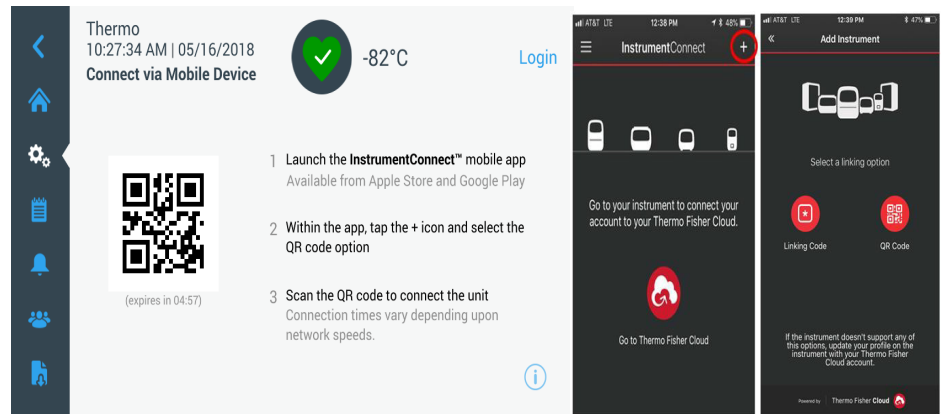 Thermo
10:27:34 AM | 05/16/2018
Connect via Mobile Device
-82°C
Login
(expires in 04:57)
1 Launch the InstrumentConnect™ mobile app
Available from Apple Store and Google Play
2 Within the app, tap the + icon and select the
QR code option
3 Scan the QR code to connect the unit
Connection times vary depending upon
network speeds.
i
AT&T LTE 12:38 PM 48%
InstrumentConnect +
Go to your instrument to connect your
account to your Thermo Fisher Cloud.
Go to Thermo Fisher Cloud
AT&T LTE 12:39 PM 47%
« Add Instrument
Select a linking option
Linking Code QR Code
If the instrument doesn't support any of
this options, update your profile on the
instrument with your Thermo Fisher
Cloud account.
Powered by | Thermo Fisher Cloud